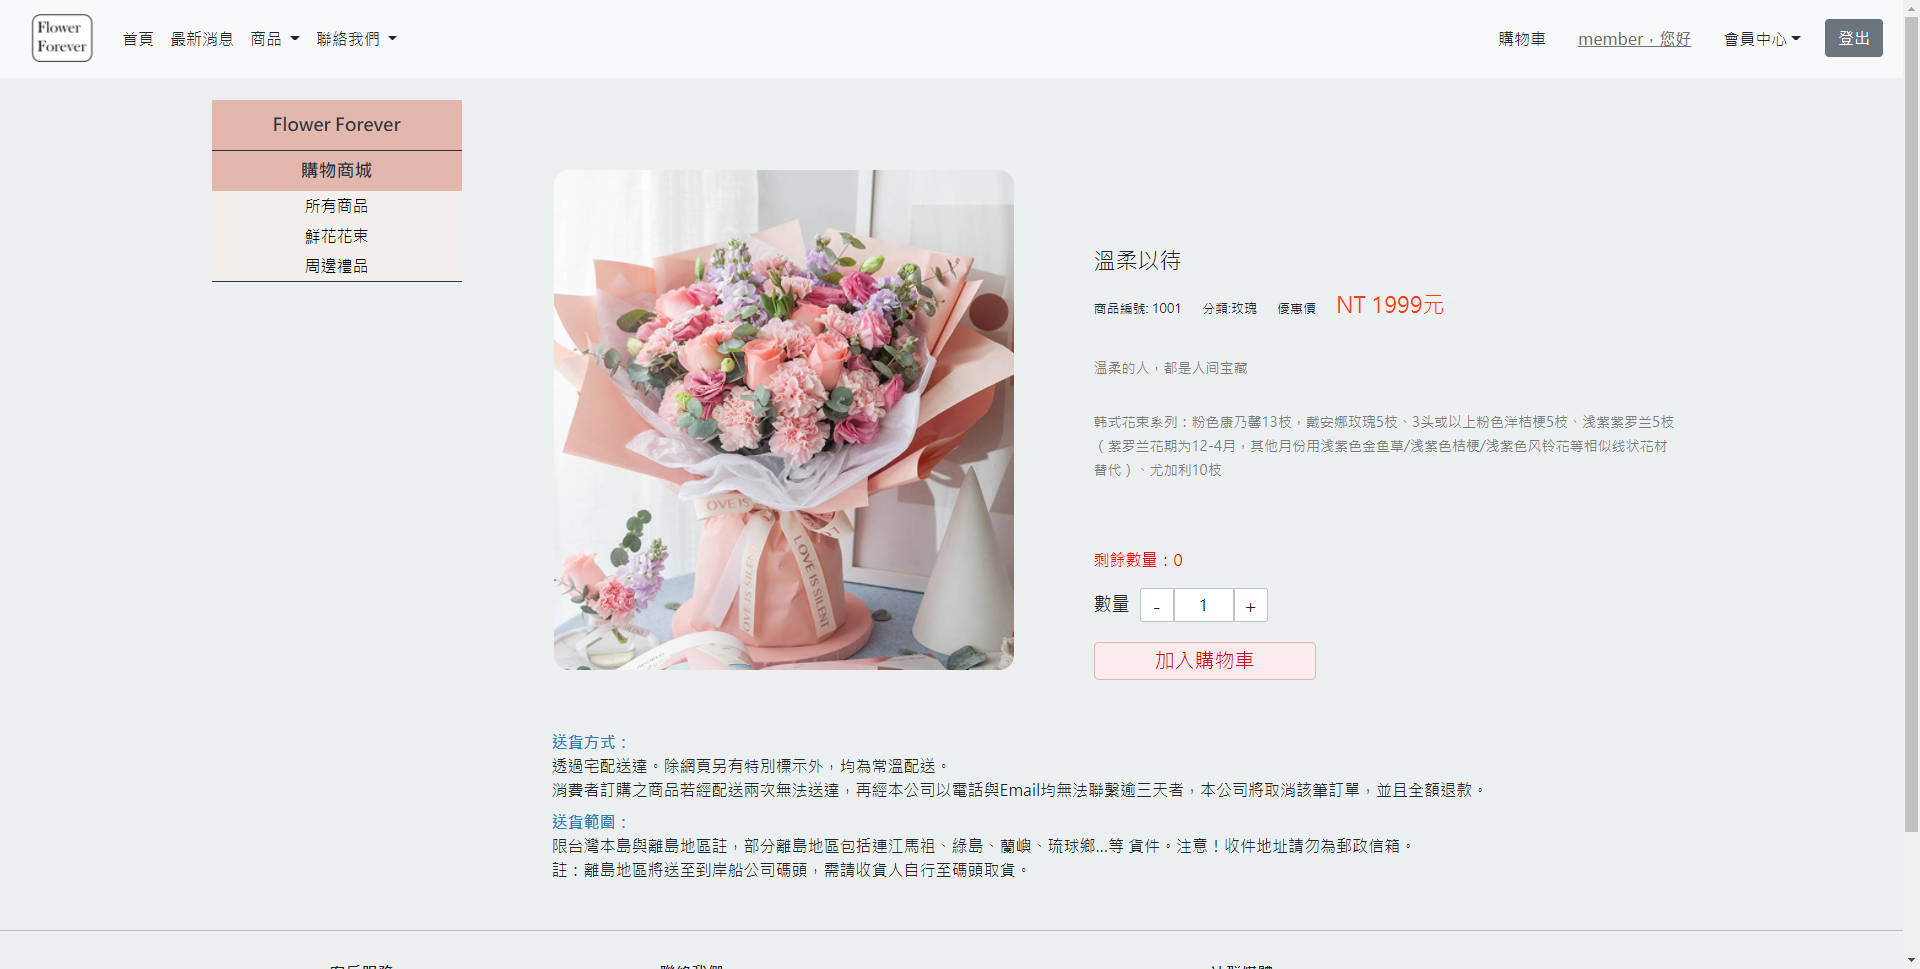 Flower
Forever
首頁 最新消息 商品 聯絡我們 購物車 member，您好 會員中心 登出
Flower Forever
購物商城
所有商品
鮮花花束
周邊禮品
溫柔以待
商品編號: 1001 分類:玫瑰 優惠價 NT 1999元
温柔的人，都是人间宝藏
韩式花束系列：粉色康乃馨13枝，戴安娜玫瑰5枝、3头或以上粉色洋桔梗5枝、浅紫紫罗兰5枝
（紫罗兰花期为12-4月，其他月份用浅紫色金鱼草/浅紫色桔梗/浅紫色风铃花等相似线状花材
替代）、尤加利10枝
剩餘數量：0
數量 - 1 +
加入購物車
OVE IS
LOVE IS SILENT
LOVE IS SILENT
送貨方式：
透過宅配送達。除網頁另有特別標示外，均為常溫配送。
消費者訂購之商品若經配送兩次無法送達，再經本公司以電話與Email均無法聯繫逾三天者，本公司將取消該筆訂單，並且全額退款。
送貨範圍：
限台灣本島與離島地區註，部分離島地區包括連江馬祖、綠島、蘭嶼、琉球鄉...等 貨件。注意！收件地址請勿為郵政信箱。
註：離島地區將送至到岸船公司碼頭，需請收貨人自行至碼頭取貨。